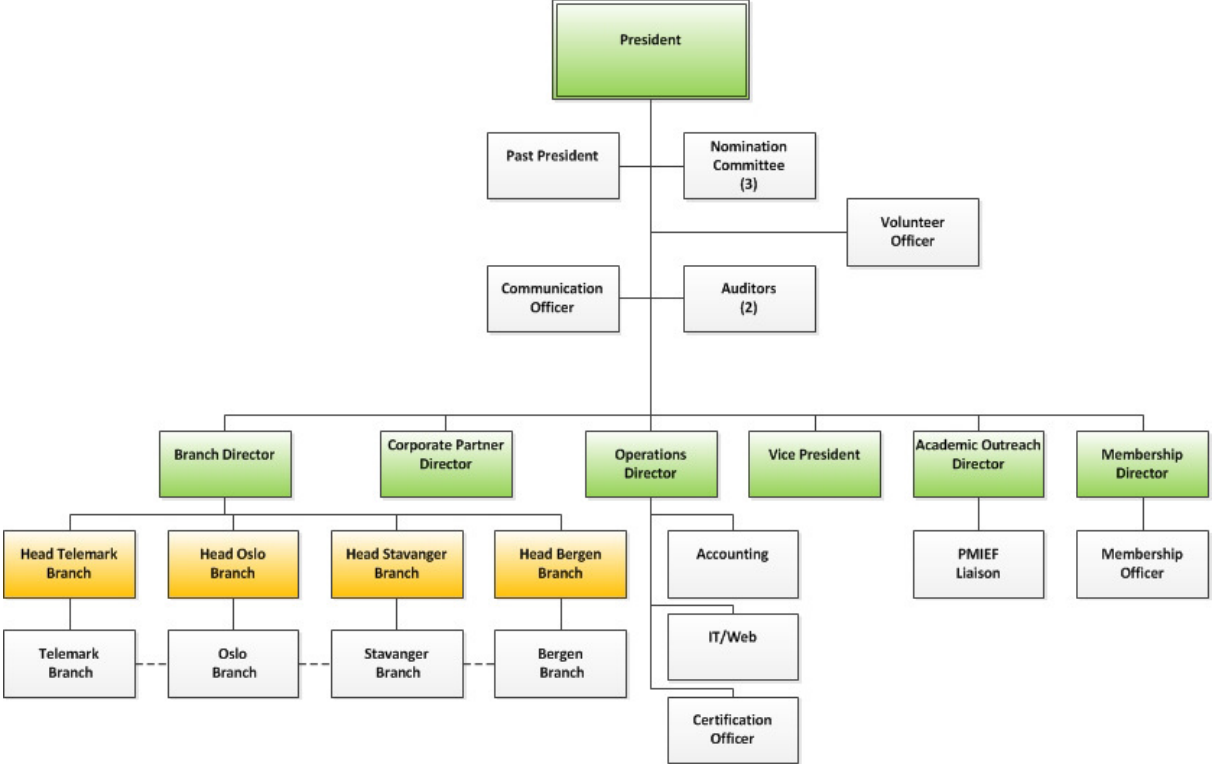 President
Past President
Nomination
Committee
(3)
Volunteer
Officer
Communication
Officer
Auditors
(2)
Branch Director
Corporate Partner
Director
Operations
Director
Vice President
Academic Outreach
Director
Membership
Director
Head Telemark
Branch
Head Oslo
Branch
Head Stavanger
Branch
Head Bergen
Branch
Accounting
PMIEF
Liaison
Membership
Officer
Telemark
Branch
Oslo
Branch
Stavanger
Branch
Bergen
Branch
IT/Web
Certification
Officer